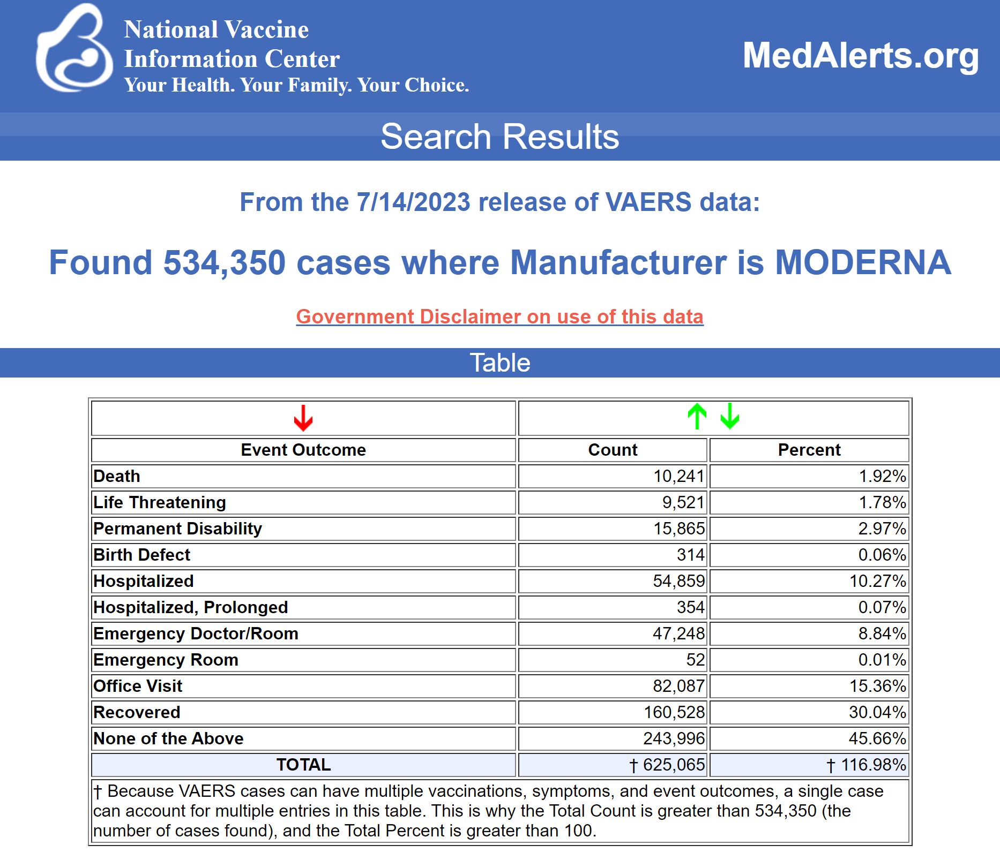 National Vaccine
Information Center
Your Health. Your Family. Your Choice.
MedAlerts.org
Search Results
From the 7/14/2023 release of VAERS data:
Found 534,350 cases where Manufacturer is MODERNA
Government Disclaimer on use of this data
Table
↓ ↑ ↓
Event Outcome Count Percent
Death 10,241 1.92%
Life Threatening 9,521 1.78%
Permanent Disability 15,865 2.97%
Birth Defect 314 0.06%
Hospitalized 54,859 10.27%
Hospitalized, Prolonged 354 0.07%
Emergency Doctor/Room 47,248 8.84%
Emergency Room 52 0.01%
Office Visit 82,087 15.36%
Recovered 160,528 30.04%
None of the Above 243,996 45.66%
TOTAL † 625,065 † 116.98%
† Because VAERS cases can have multiple vaccinations, symptoms, and event outcomes, a single case
can account for multiple entries in this table. This is why the Total Count is greater than 534,350 (the
number of cases found), and the Total Percent is greater than 100.